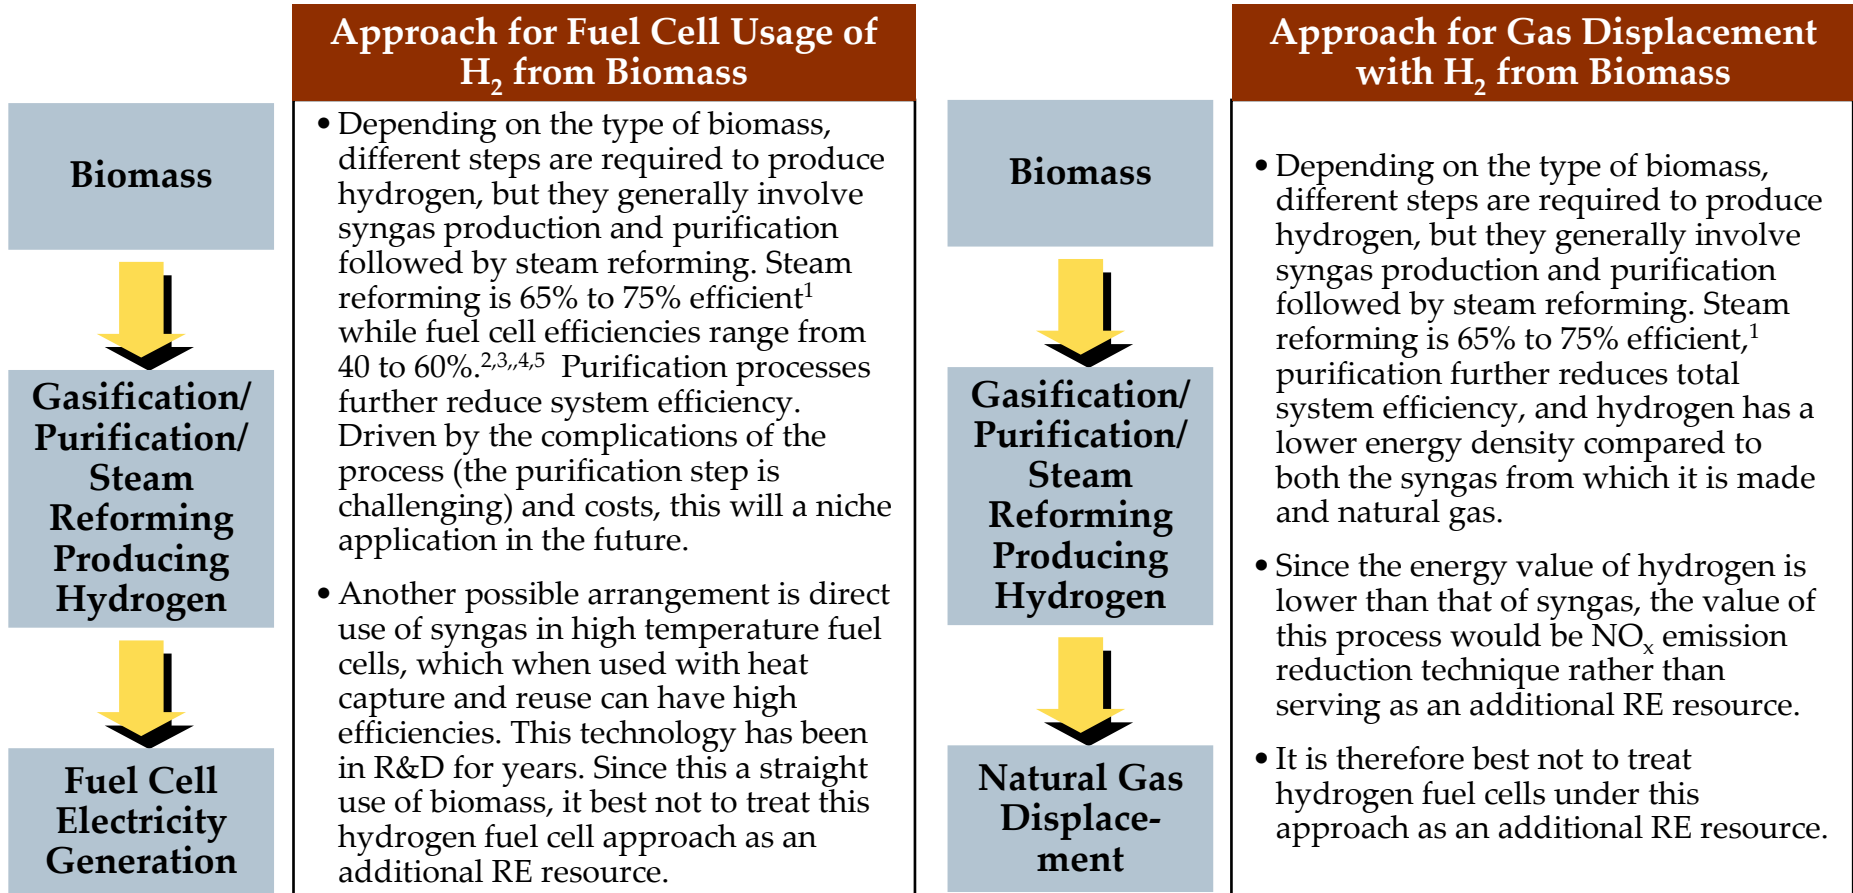 Approach for Fuel Cell Usage of
H₂ from Biomass
Biomass
Gasification/
Purification/
Steam
Reforming
Producing
Hydrogen
Fuel Cell
Electricity
Generation
• Depending on the type of biomass,
different steps are required to produce
hydrogen, but they generally involve
syngas production and purification
followed by steam reforming. Steam
reforming is 65% to 75% efficient¹
while fuel cell efficiencies range from
40 to 60%.²,³,,⁴,⁵ Purification processes
further reduce system efficiency.
Driven by the complications of the
process (the purification step is
challenging) and costs, this will a niche
application in the future.
• Another possible arrangement is direct
use of syngas in high temperature fuel
cells, which when used with heat
capture and reuse can have high
efficiencies. This technology has been
in R&D for years. Since this a straight
use of biomass, it best not to treat this
hydrogen fuel cell approach as an
additional RE resource.
Approach for Gas Displacement
with H₂ from Biomass
Biomass
Gasification/
Purification/
Steam
Reforming
Producing
Hydrogen
Natural Gas
Displace-
ment
• Depending on the type of biomass,
different steps are required to produce
hydrogen, but they generally involve
syngas production and purification
followed by steam reforming. Steam
reforming is 65% to 75% efficient,¹
purification further reduces total
system efficiency, and hydrogen has a
lower energy density compared to
both the syngas from which it is made
and natural gas.
• Since the energy value of hydrogen is
lower than that of syngas, the value of
this process would be NOₓ emission
reduction technique rather than
serving as an additional RE resource.
• It is therefore best not to treat
hydrogen fuel cells under this
approach as an additional RE resource.